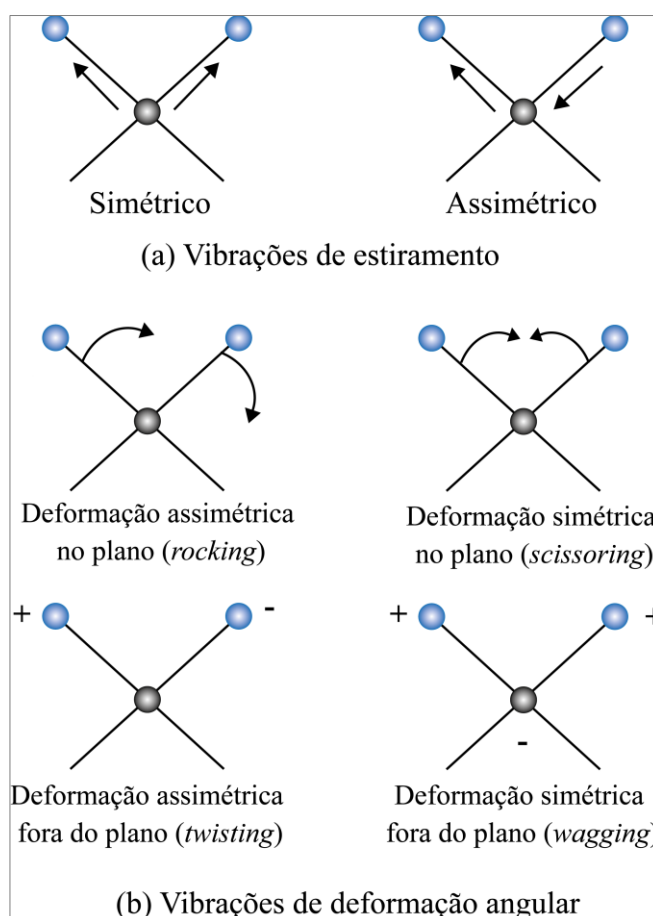 Simétrico
Assimétrico
(a) Vibrações de estiramento
Deformação assimétrica
no plano (rocking)
Deformação simétrica
no plano (scissoring)
+
-
+
+
-
Deformação assimétrica
fora do plano (twisting)
Deformação simétrica
fora do plano (wagging)
(b) Vibrações de deformação angular